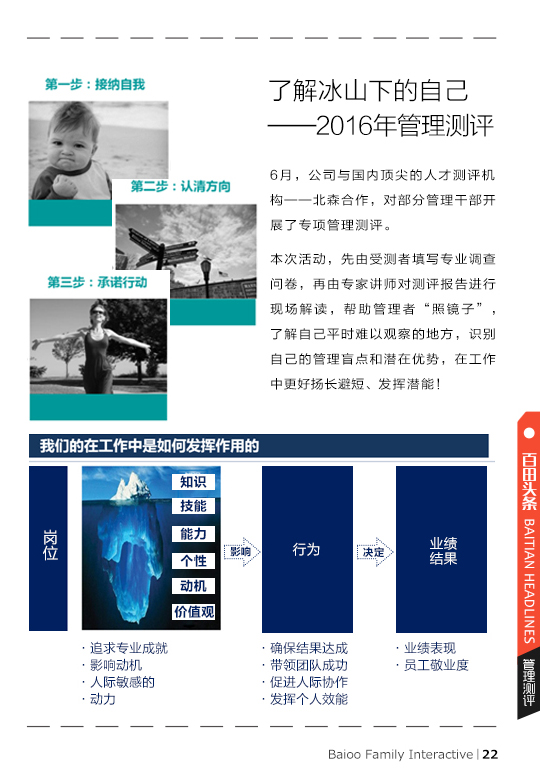 第一步：接纳自我
第二步：认清方向
第三步：承诺行动
了解冰山下的自己
——2016年管理测评
6月，公司与国内顶尖的人才测评机
构——北森合作，对部分管理干部开
展了专项管理测评。
本次活动，先由受测者填写专业调查
问卷，再由专家讲师对测评报告进行
现场解读，帮助管理者“照镜子”，
了解自己平时难以观察的地方，识别
自己的管理盲点和潜在优势，在工作
中更好扬长避短、发挥潜能！
我们的在工作中是如何发挥作用的
岗位
知识
技能
能力
个性
动机
价值观
影响
行为
决定
业绩
结果
· 追求专业成就
· 影响动机
· 人际敏感的
· 动力
· 确保结果达成
· 带领团队成功
· 促进人际协作
· 发挥个人效能
· 业绩表现
· 员工敬业度
百田头条 BAITIAN HEADLINES
管理测评
Baioo Family Interactive | 22